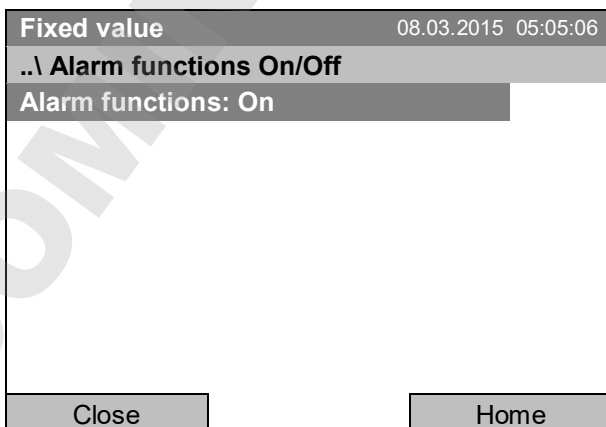 Fixed value 08.03.2015 05:05:06
..\ Alarm functions On/Off
Alarm functions: On
Close Home